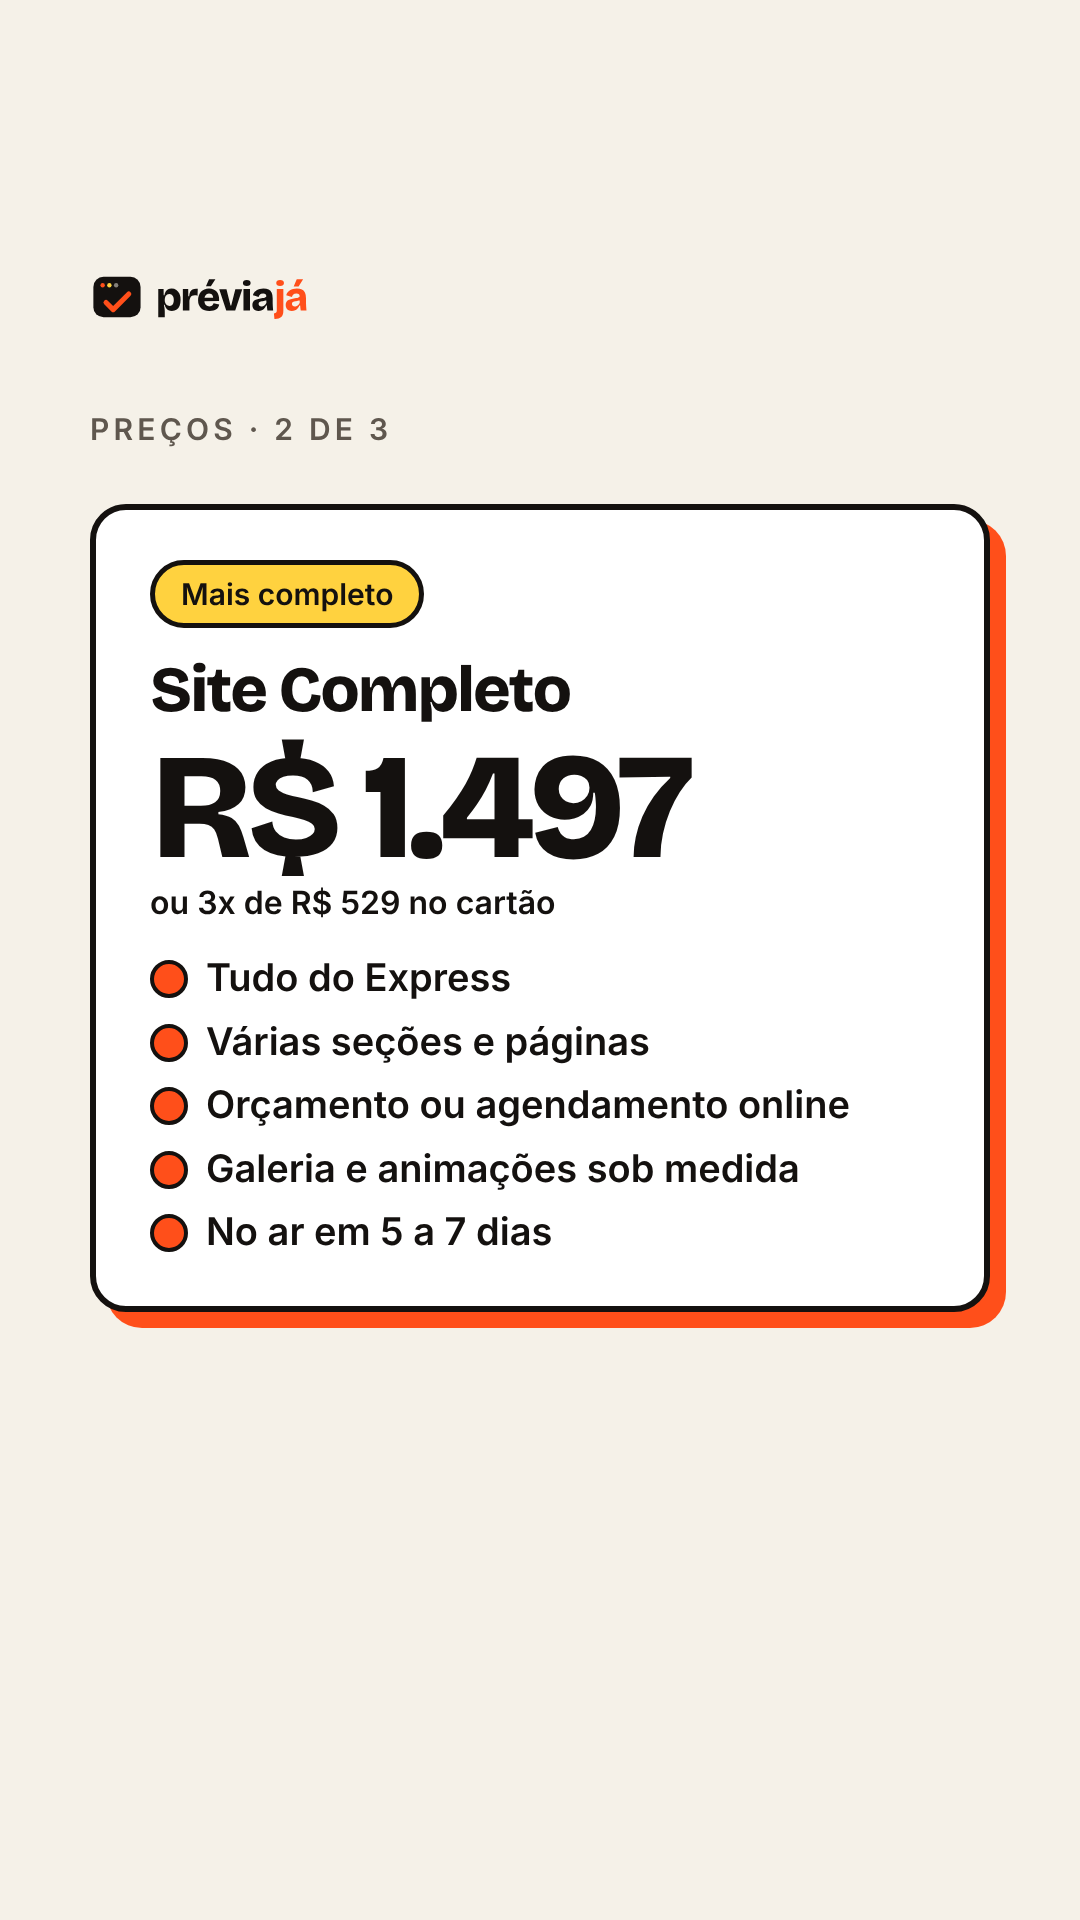 préviajá
PREÇOS · 2 DE 3
Mais completo
Site Completo
R$ 1.497
ou 3x de R$ 529 no cartão
Tudo do Express
Várias seções e páginas
Orçamento ou agendamento online
Galeria e animações sob medida
No ar em 5 a 7 dias